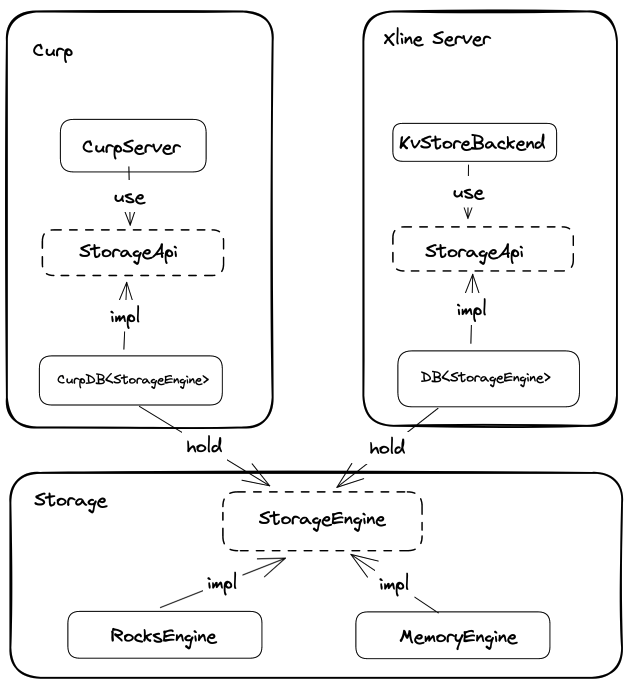 Curp
CurpServer
use
StorageApi
impl
CurpDB<StorageEngine>
hold
Xline Server
KvStoreBackend
use
StorageApi
impl
DB<StorageEngine>
hold
Storage
StorageEngine
impl
impl
RocksEngine
MemoryEngine